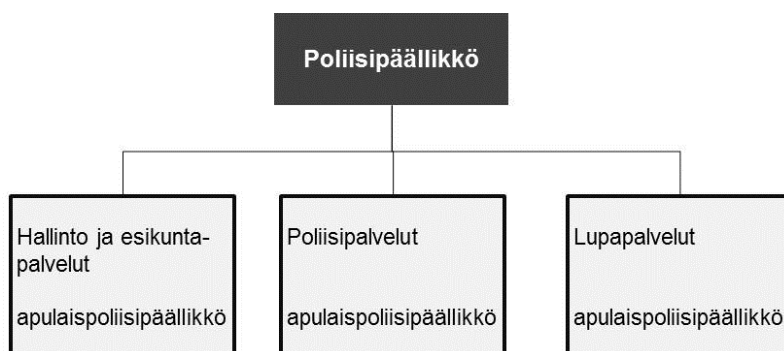 Poliisipäällikkö
Hallinto ja esikunta-
palvelut
apulaispoliisipäällikkö
Poliisipalvelut
apulaispoliisipäällikkö
Lupapalvelut
apulaispoliisipäällikkö